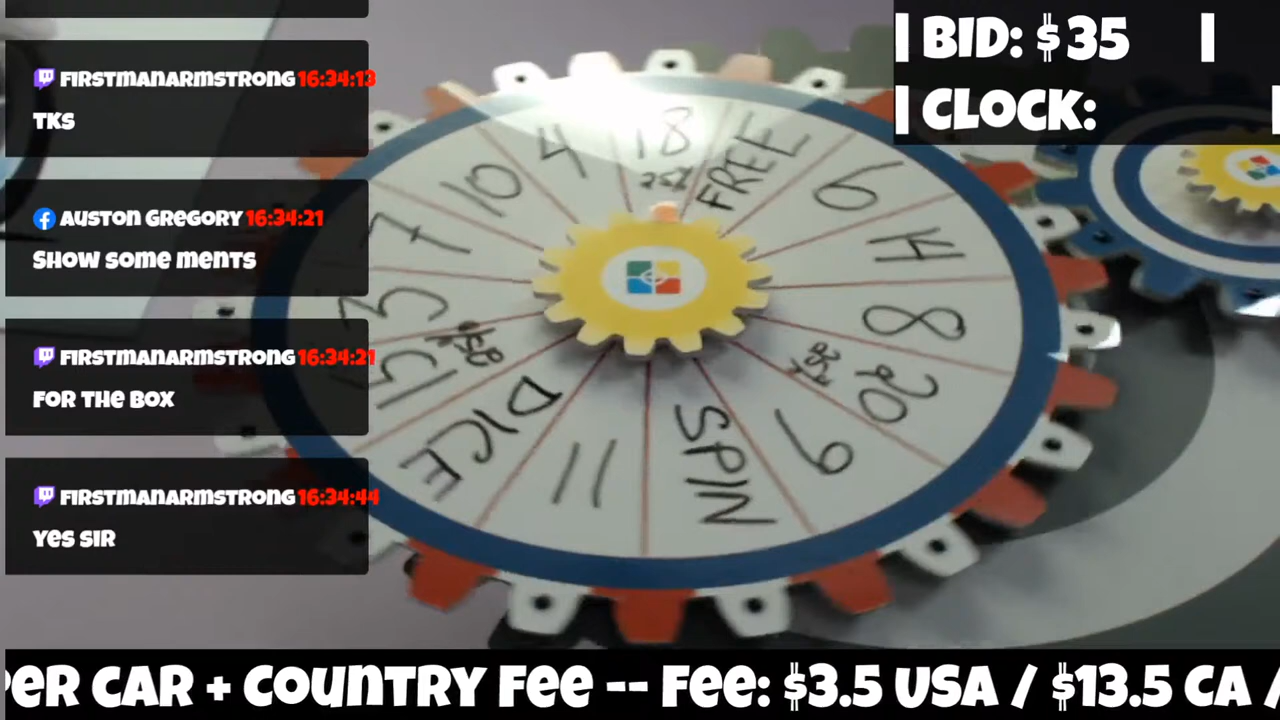 FIRSTMANARMSTRONG 16:34:13
TKS
AUSTON GREGORY 16:34:21
SHOW SOME MENTS
FIRSTMANARMSTRONG 16:34:21
FOR THE BOX
FIRSTMANARMSTRONG 16:34:44
YES SIR
| BID: $35 |
| CLOCK: |
18
FREE
6
14
8
20
9
SPIN
11
DICE
15
3
7
10
4
PER CAR + COUNTRY FEE -- FEE: $3.5 USA / $13.5 CA /